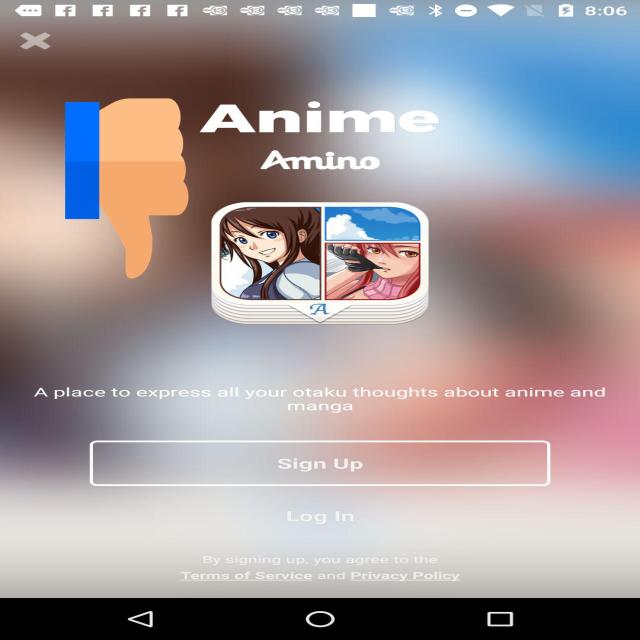 8:06
Anime
Amino
A
A place to express all your otaku thoughts about anime and
manga
Sign Up
Log In
By signing up, you agree to the
Terms of Service and Privacy Policy